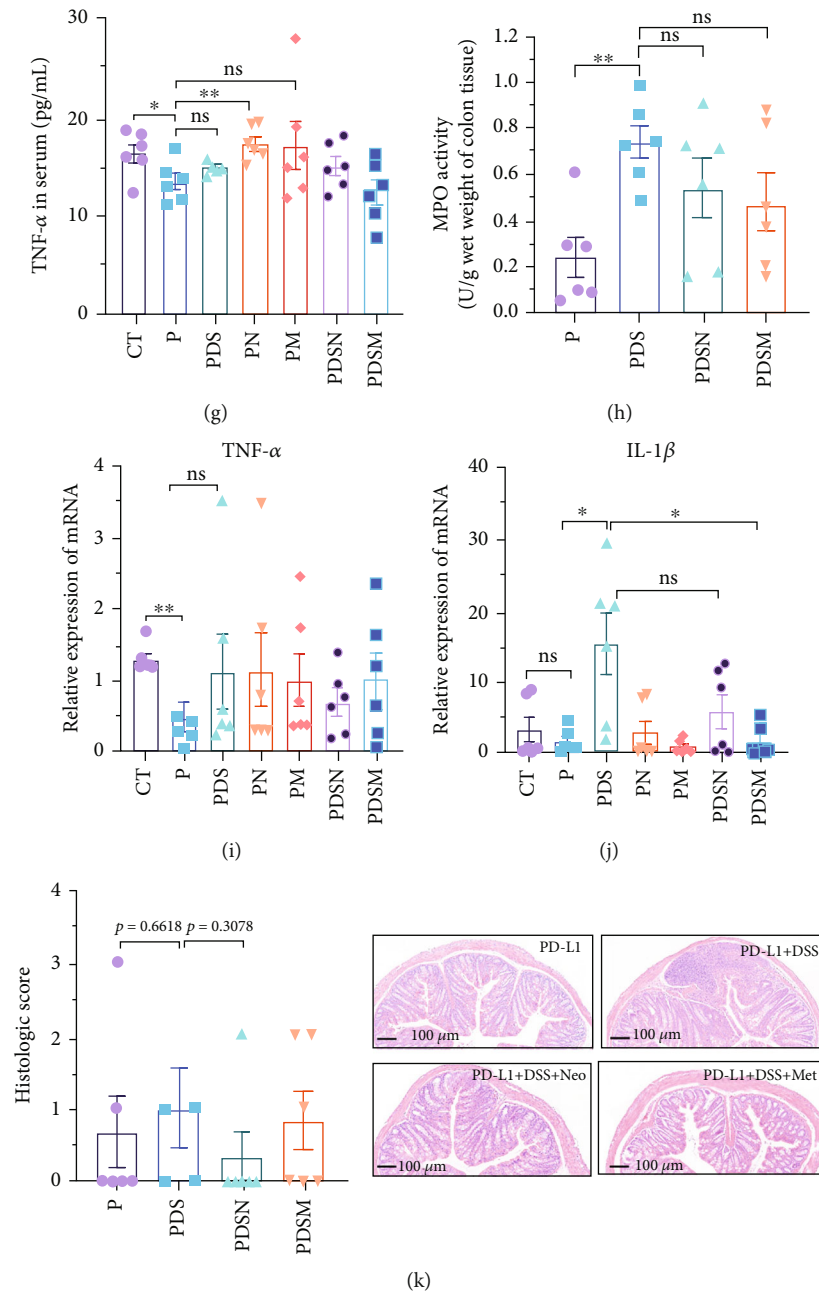 30
20
10
0
TNF-α in serum (pg/mL)
*
ns
**
ns
CT
P
PDS
PN
PM
PDSN
PDSM
(g)
1.2
1.0
0.8
0.6
0.4
0.2
0.0
MPO activity
(U/g wet weight of colon tissue)
**
ns
ns
P
PDS
PDSN
PDSM
(h)
TNF-α
4
3
2
1
0
Relative expression of mRNA
**
ns
CT
P
PDS
PN
PM
PDSN
PDSM
(i)
IL-1β
40
30
20
10
0
Relative expression of mRNA
ns
*
*
ns
CT
P
PDS
PN
PM
PDSN
PDSM
(j)
4
3
2
1
0
Histologic score
p = 0.6618
p = 0.3078
P
PDS
PDSN
PDSM
PD-L1
100 μm
PD-L1+DSS
100 μm
PD-L1+DSS+Neo
100 μm
PD-L1+DSS+Met
100 μm
(k)